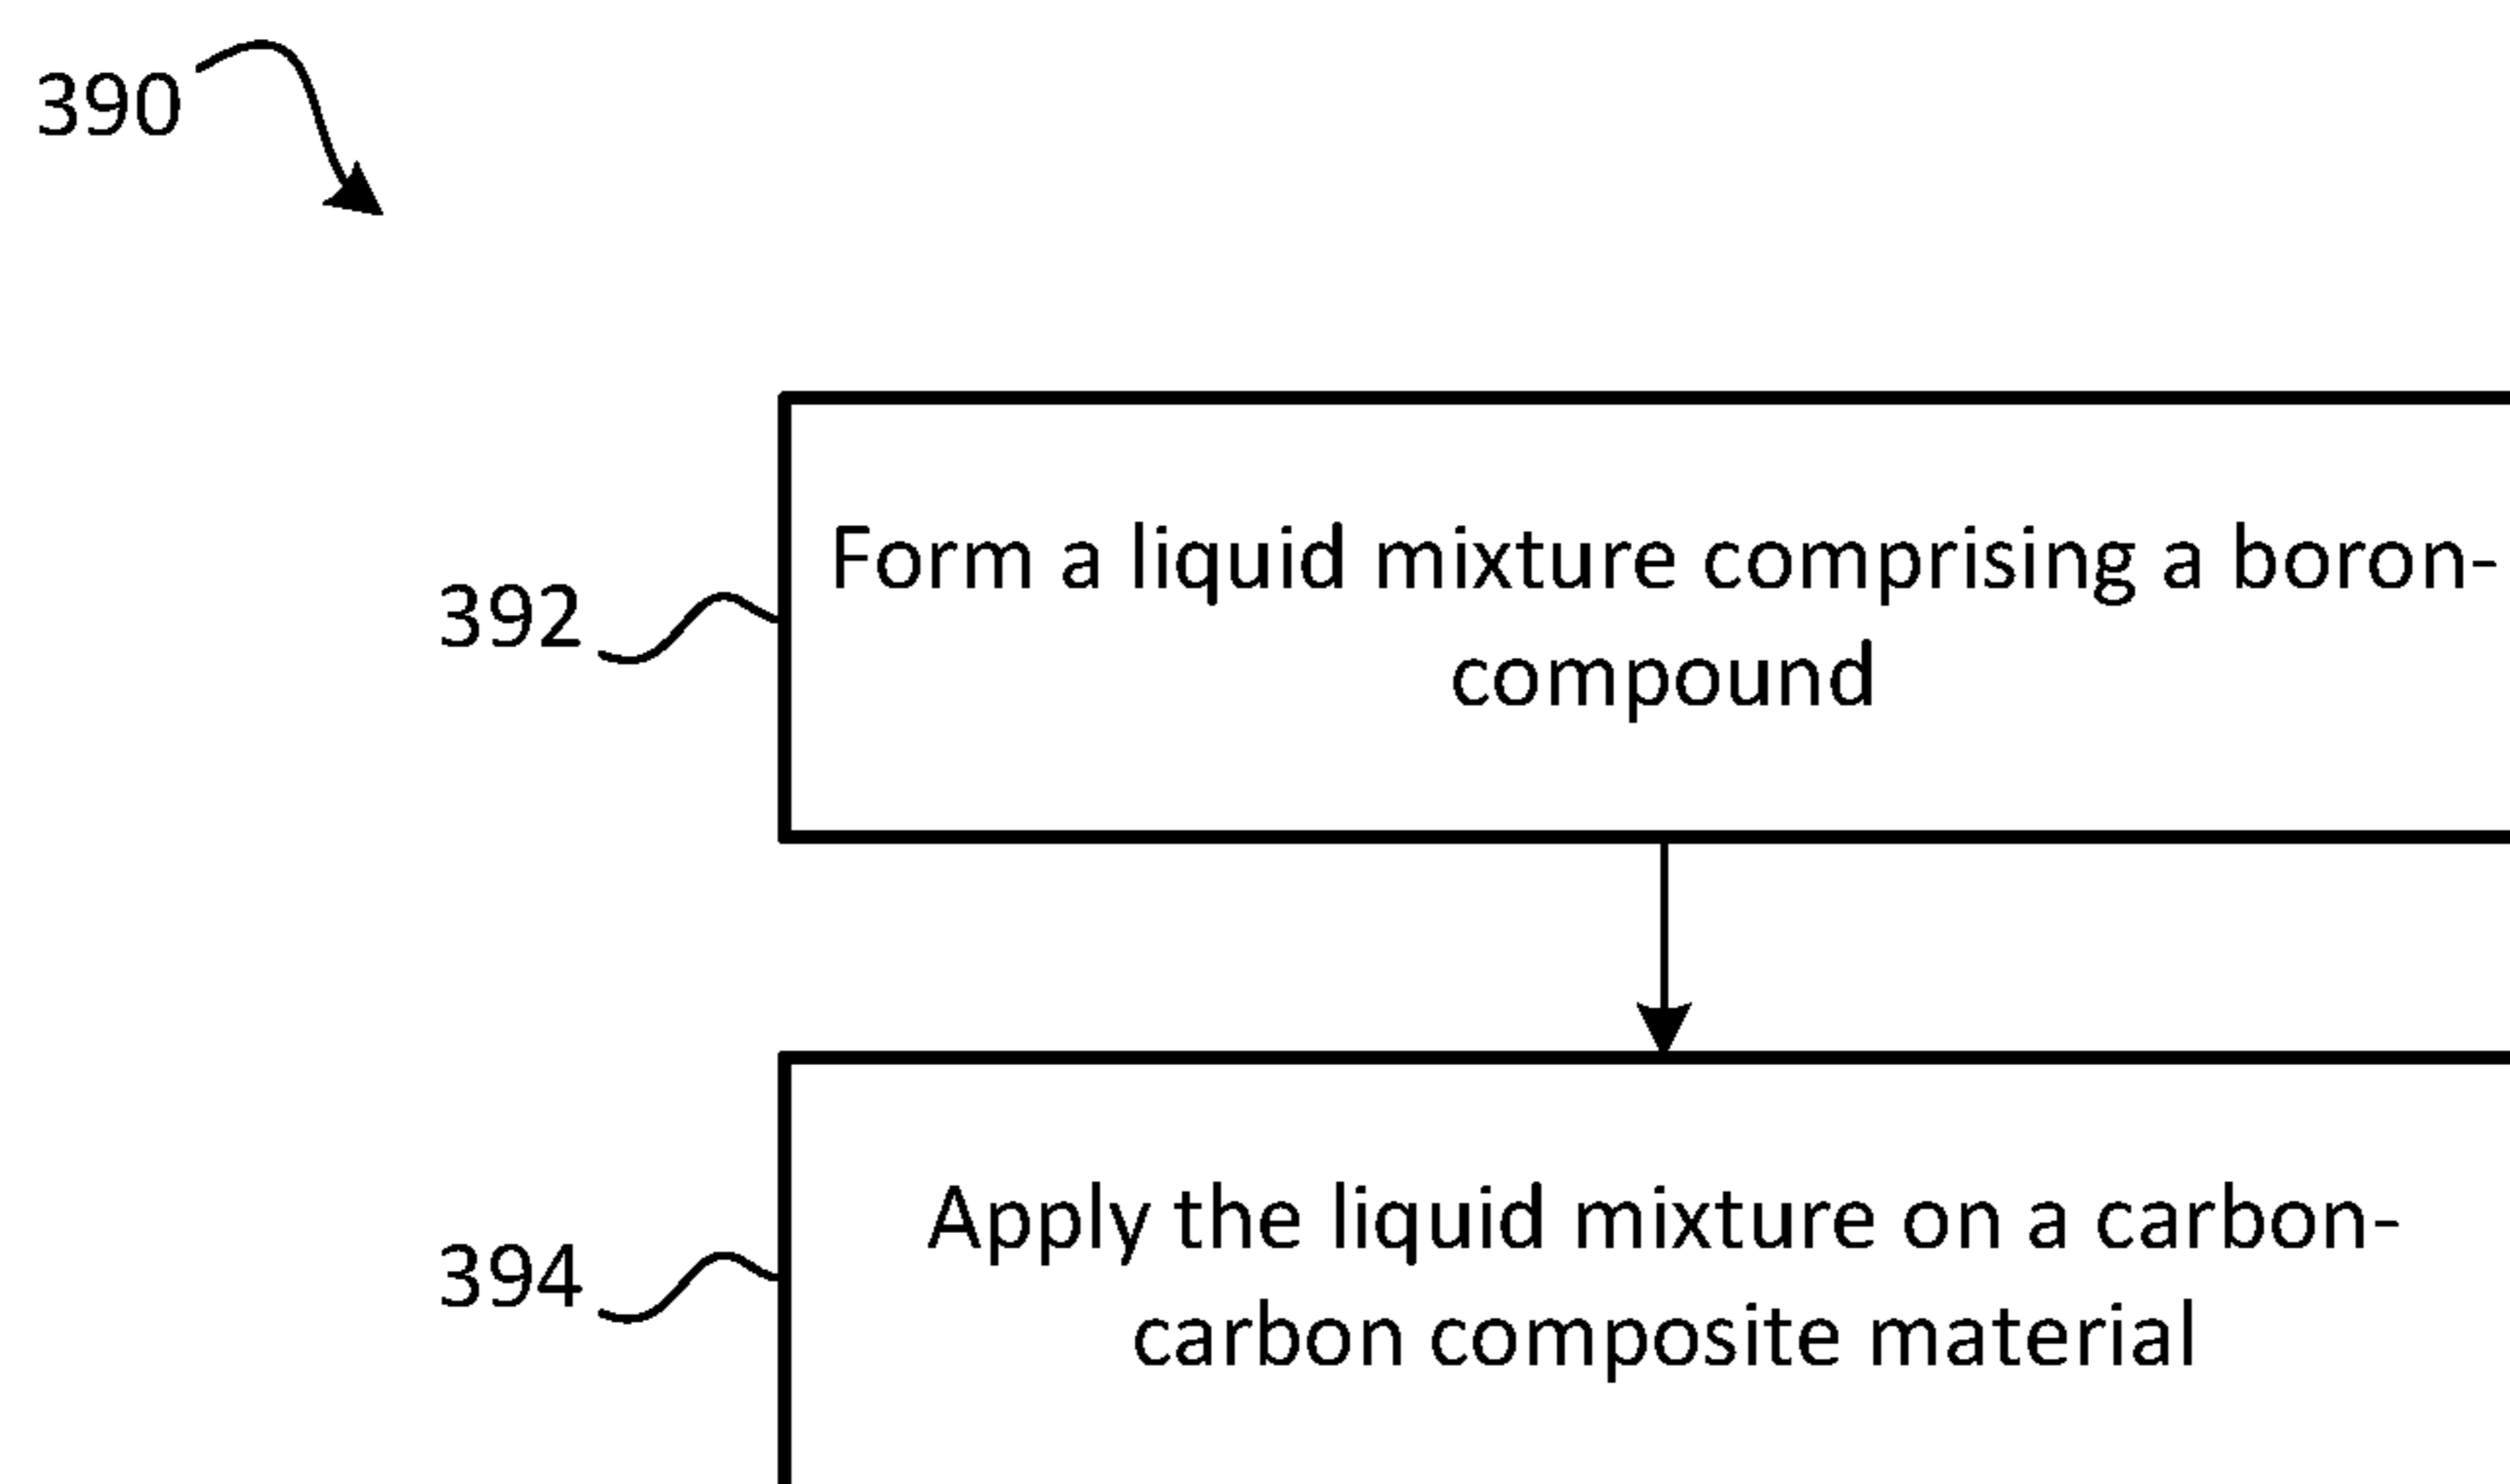 390
392
Form a liquid mixture comprising a boron-
compound
394
Apply the liquid mixture on a carbon-
carbon composite material